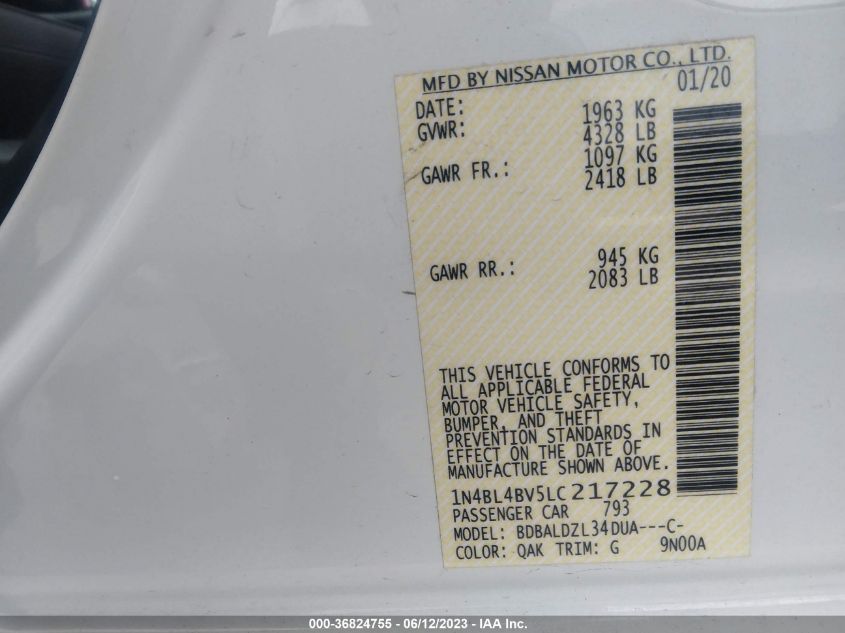 MFD BY NISSAN MOTOR CO., LTD.
01/20
DATE:
GVWR: 1963 KG
4328 LB
GAWR FR.: 1097 KG
2418 LB
GAWR RR.: 945 KG
2083 LB
THIS VEHICLE CONFORMS TO
ALL APPLICABLE FEDERAL
MOTOR VEHICLE SAFETY,
BUMPER, AND THEFT
PREVENTION STANDARDS IN
EFFECT ON THE DATE OF
MANUFACTURE SHOWN ABOVE.
1N4BL4BV5LC217228
PASSENGER CAR 793
MODEL: BDBALDZL34DUA---C-
COLOR: QAK TRIM: G 9N00A
000-36824755 - 06/12/2023 - IAA Inc.